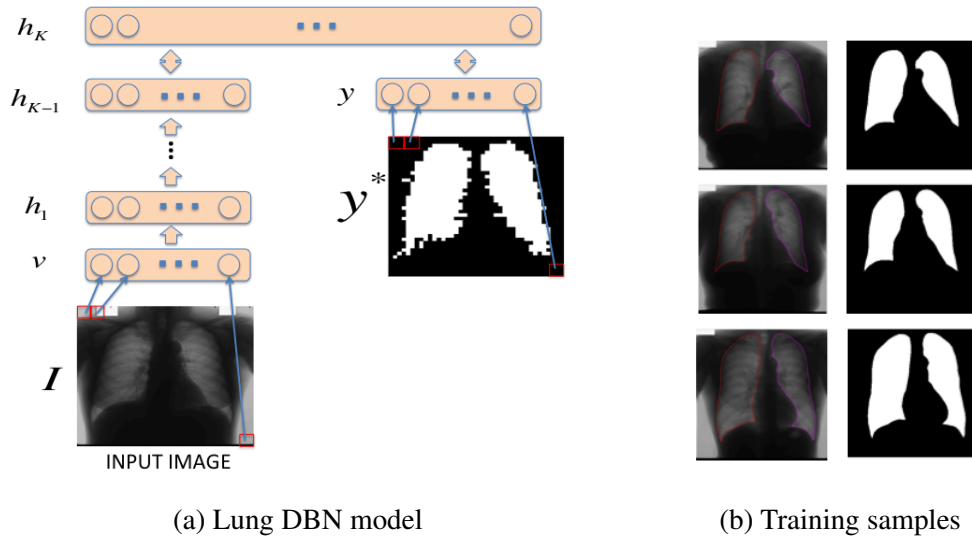 h_K
h_{K-1}
y
h_1
y*
v
I
INPUT IMAGE
(a) Lung DBN model
(b) Training samples